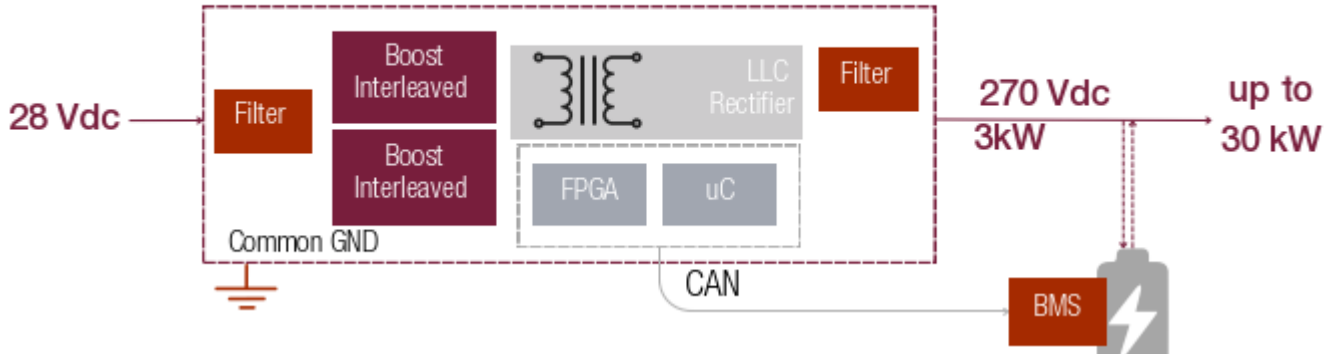 28 Vdc
Filter
Boost
Interleaved
Boost
Interleaved
LLC
Rectifier
Filter
FPGA
uC
Common GND
CAN
270 Vdc
3kW
up to
30 kW
BMS